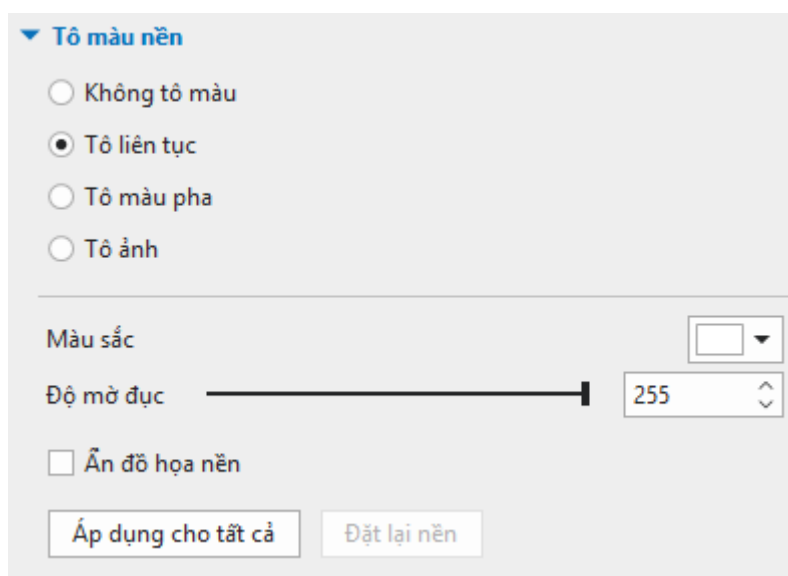 Tô màu nền
Không tô màu
Tô liên tục
Tô màu pha
Tô ảnh
Màu sắc
Độ mờ đục 255
Ẩn đồ họa nền
Áp dụng cho tất cả Đặt lại nền